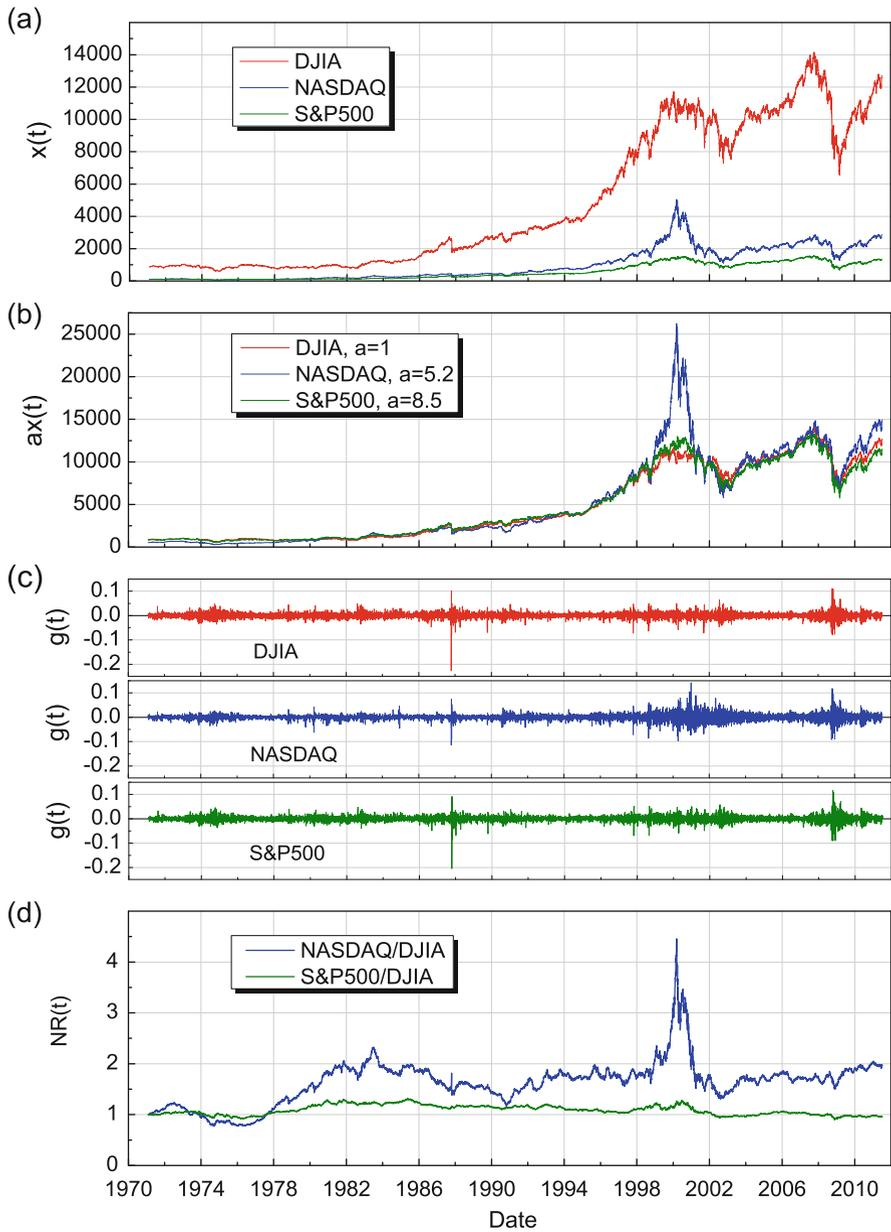 (a)
14000
12000
10000
8000
6000
4000
2000
0
x(t)
DJIA
NASDAQ
S&P500
(b)
25000
20000
15000
10000
5000
0
ax(t)
DJIA, a=1
NASDAQ, a=5.2
S&P500, a=8.5
(c)
0.1
0.0
-0.1
-0.2
g(t)
DJIA
0.1
0.0
-0.1
-0.2
g(t)
NASDAQ
0.1
0.0
-0.1
-0.2
g(t)
S&P500
(d)
4
3
2
1
0
NR(t)
NASDAQ/DJIA
S&P500/DJIA
1970 1974 1978 1982 1986 1990 1994 1998 2002 2006 2010
Date